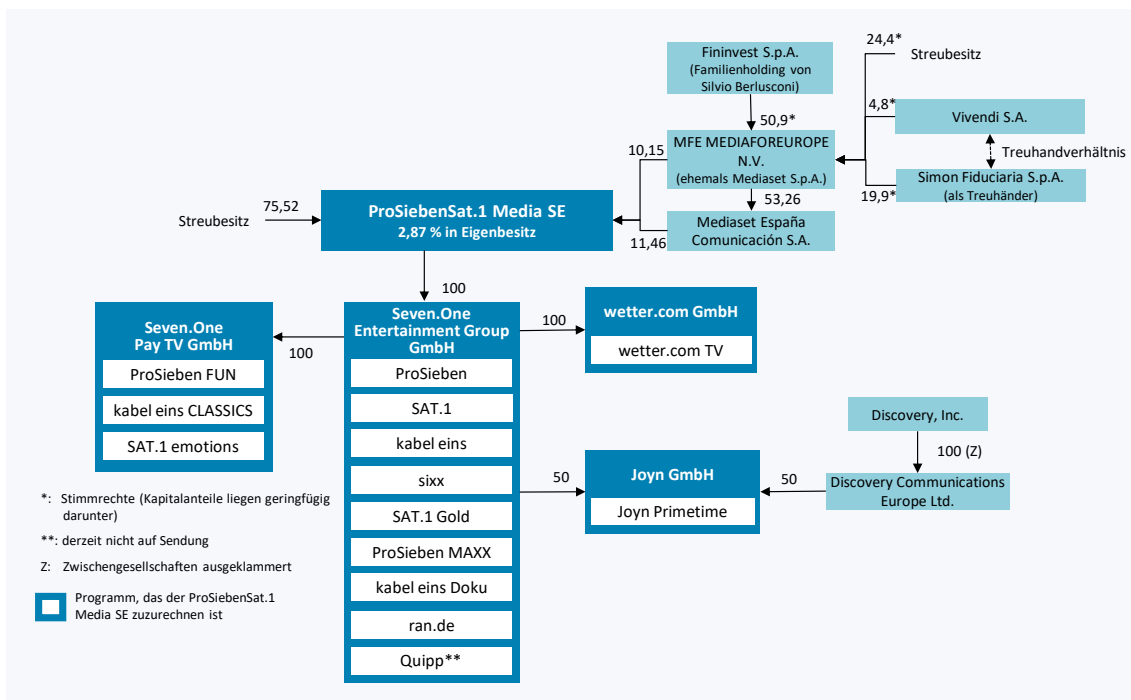 Fininvest S.p.A.
(Familienholding von
Silvio Berlusconi)
24,4*
Streubesitz
50,9*
4,8*
Vivendi S.A.
MFE MEDIAFOREUROPE
N.V.
(ehemals Mediaset S.p.A.)
10,15
Treuhandverhältnis
19,9*
Simon Fiduciaria S.p.A.
(als Treuhänder)
53,26
Mediaset España
Comunicación S.A.
11,46
Streubesitz
75,52
ProSiebenSat.1 Media SE
2,87 % in Eigenbesitz
100
Seven.One
Pay TV GmbH
ProSieben FUN
kabel eins CLASSICS
SAT.1 emotions
100
Seven.One
Entertainment Group
GmbH
ProSieben
SAT.1
kabel eins
sixx
SAT.1 Gold
ProSieben MAXX
kabel eins Doku
ran.de
Quipp**
100
wetter.com GmbH
wetter.com TV
50
Joyn GmbH
Joyn Primetime
50
Discovery, Inc.
100 (Z)
Discovery Communications
Europe Ltd.
*: Stimmrechte (Kapitalanteile liegen geringfügig
darunter)
**: derzeit nicht auf Sendung
Z: Zwischengesellschaften ausgeklammert
Programm, das der ProSiebenSat.1
Media SE zuzurechnen ist